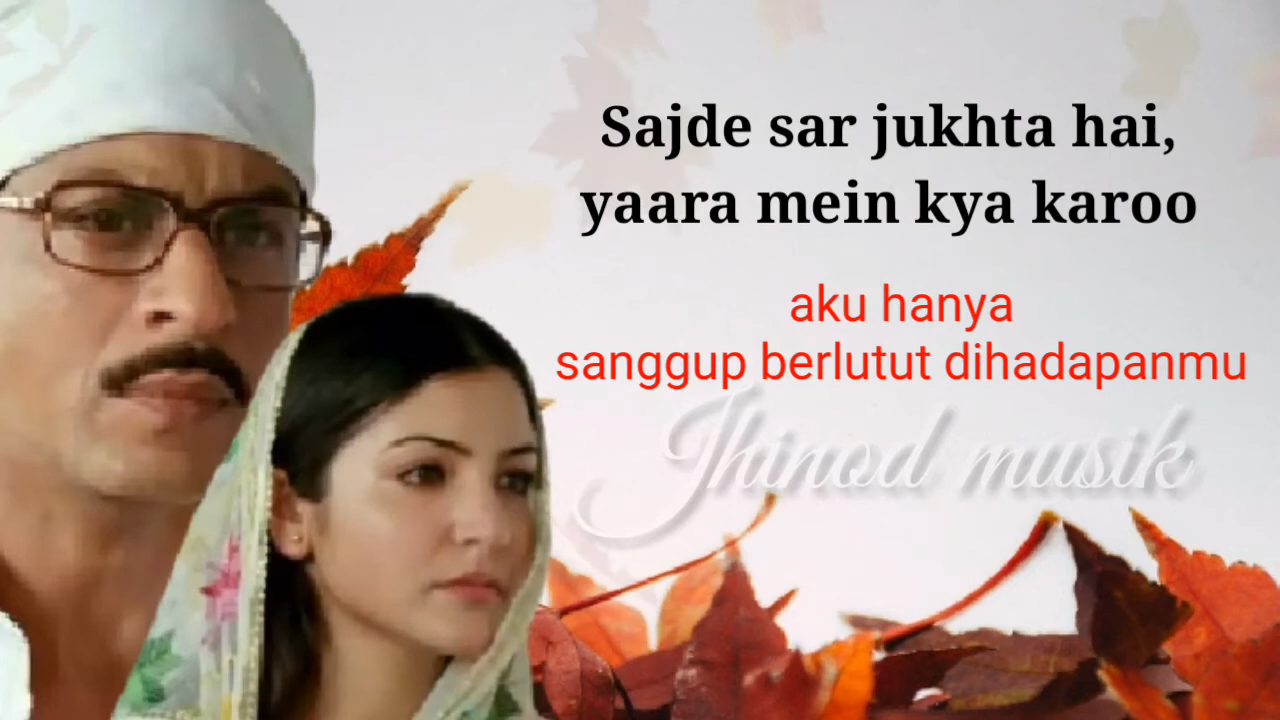 Sajde sar jukhta hai,
yaara mein kya karoo
aku hanya
sanggup berlutut dihadapanmu
Jhinod musik